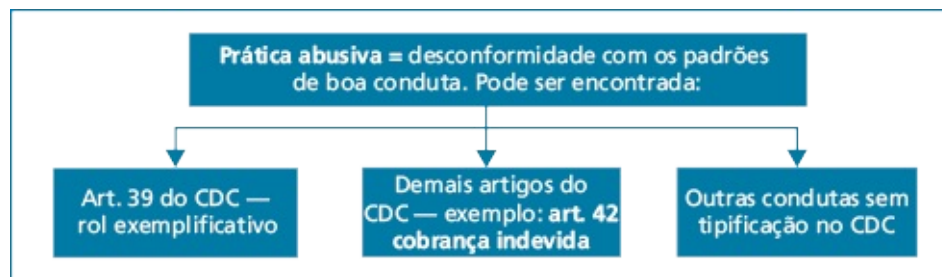 Prática abusiva = desconformidade com os padrões
de boa conduta. Pode ser encontrada:
Art. 39 do CDC —
rol exemplificativo
Demais artigos do
CDC — exemplo: art. 42
cobrança indevida
Outras condutas sem
tipificação no CDC